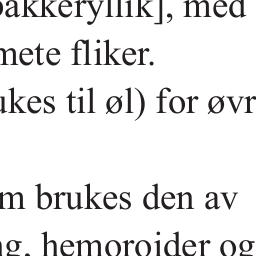 bakkeryllik], med
mete fliker.
ukes til øl) for øvr
m brukes den av
ng, hemoroider og